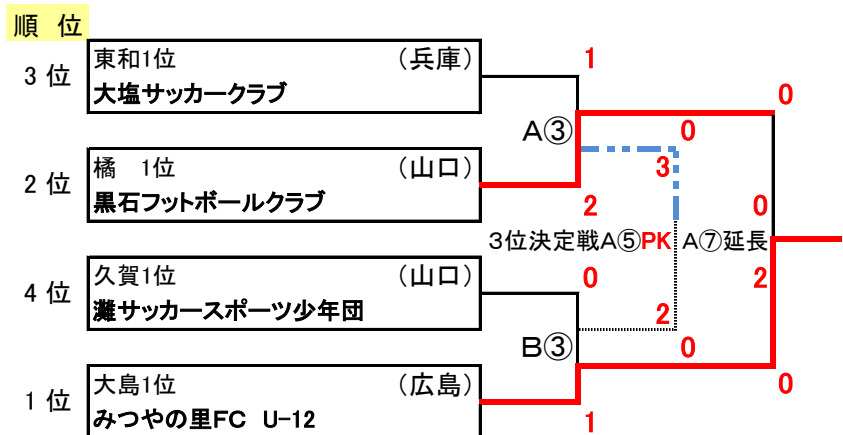 順 位
3 位
東和1位
(兵庫)
大塩サッカークラブ
2 位
橘 1位
(山口)
黒石フットボールクラブ
4 位
久賀1位
(山口)
灘サッカースポーツ少年団
1 位
大島1位
(広島)
みつやの里FC U-12
1
A③
2
0
0
3
3位決定戦A⑤PK
A⑦延長
0
2
0
B③
2
0
1
0